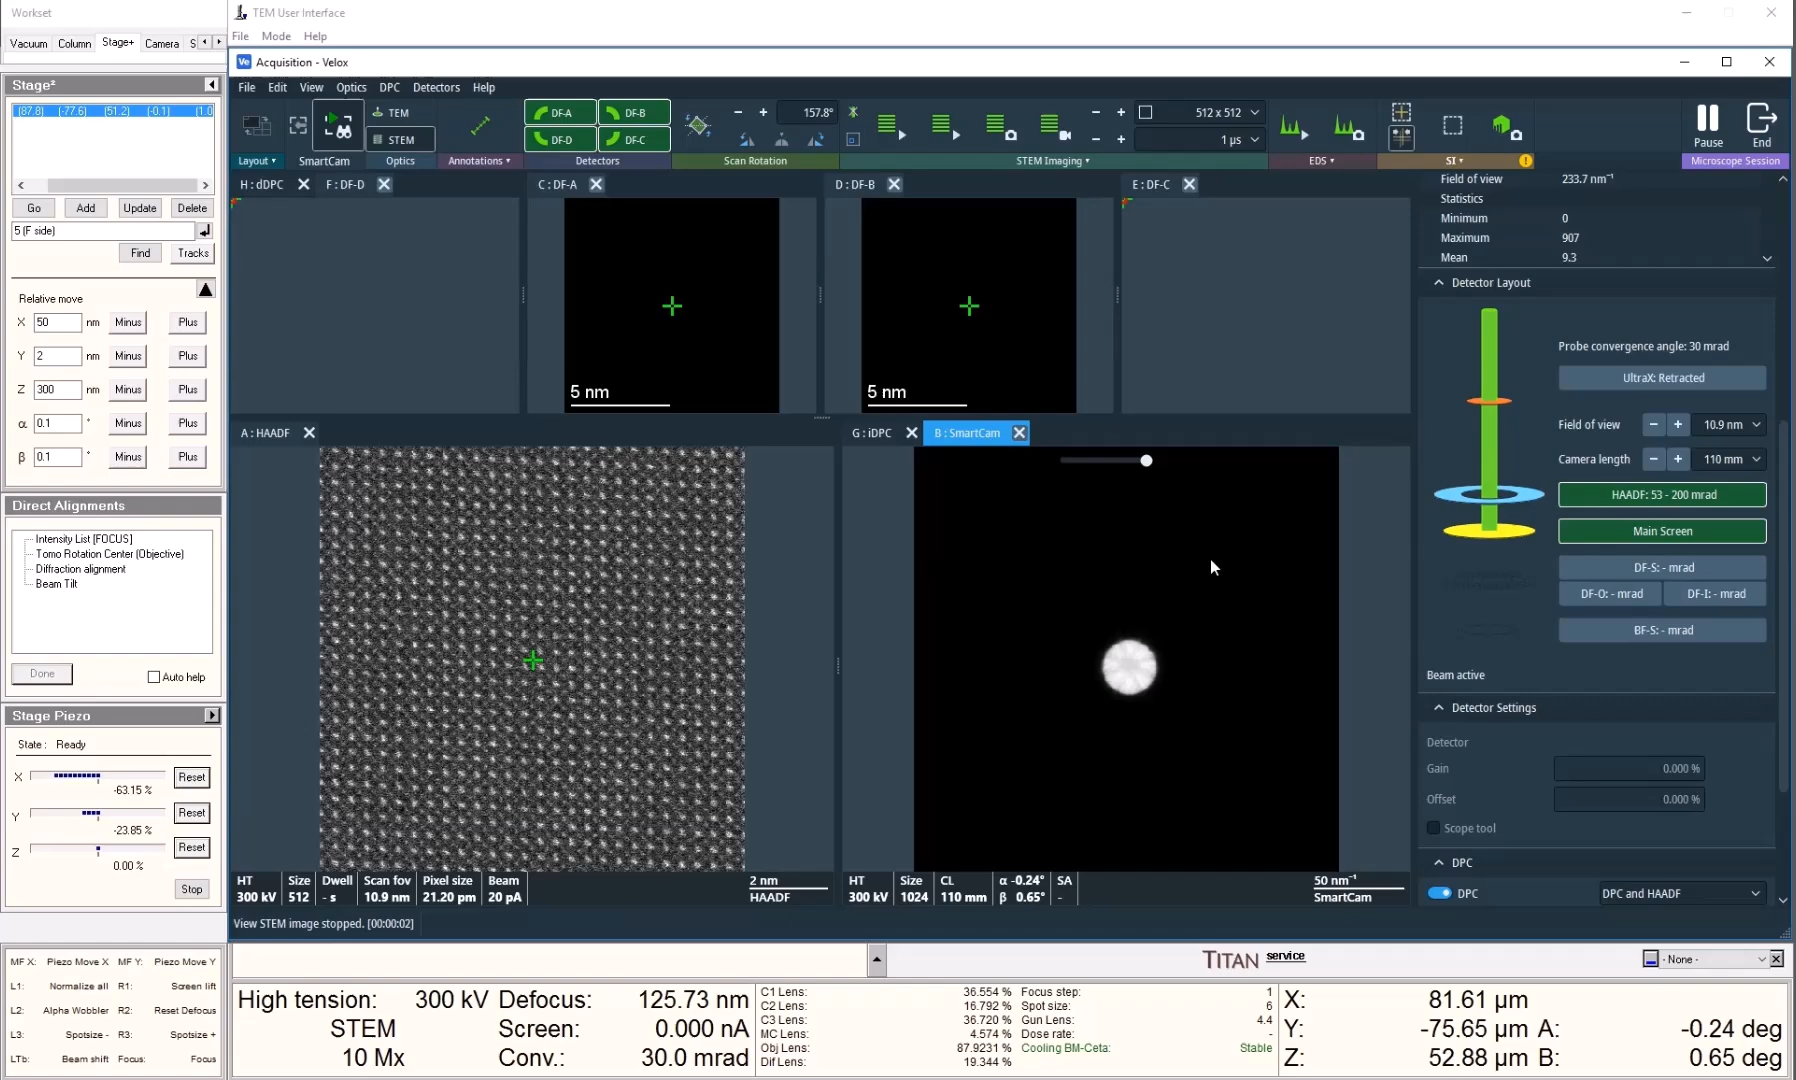 Workset
TEM User Interface
File Mode Help
Vacuum Column Stage+ Camera S
Acquisition - Velox
File Edit View Optics DPC Detectors Help
Stage²
(87.8) (-77.6) (51.2) (-0.1) (1.0
Go Add Update Delete
5 (F side)
Find Tracks
Relative move
X 50 nm Minus Plus
Y 2 nm Minus Plus
Z 300 nm Minus Plus
α 0.1 ° Minus Plus
β 0.1 ° Minus Plus
Direct Alignments
Intensity List [FOCUS]
Tomo Rotation Center (Objective)
Diffraction alignment
Beam Tilt
Done Auto help
Stage Piezo
State : Ready
X -63.15 % Reset
Y -23.85 % Reset
Z 0.00 % Reset
Stop
TEM
STEM
DF-A DF-B
DF-D DF-C
157.8°
512 x 512
1 µs
Pause End
Layout SmartCam Optics Annotations Detectors Scan Rotation STEM Imaging EDS SI Microscope Session
H : dDPC F : DF-D C : DF-A D : DF-B E : DF-C
5 nm 5 nm
A : HAADF G : iDPC B : SmartCam
HT Size Dwell Scan fov Pixel size Beam 2 nm
300 kV 512 - s 10.9 nm 21.20 pm 20 pA HAADF
HT Size CL α -0.24° SA 50 nm⁻¹
300 kV 1024 110 mm β 0.65° - SmartCam
View STEM image stopped. [00:00:02]
Field of view 233.7 nm⁻¹
Statistics
Minimum 0
Maximum 907
Mean 9.3
Detector Layout
Probe convergence angle: 30 mrad
UltraX: Retracted
Field of view 10.9 nm
Camera length 110 mm
HAADF: 53 - 200 mrad
Main Screen
DF-S: - mrad
DF-O: - mrad DF-I: - mrad
BF-S: - mrad
Beam active
Detector Settings
Detector
Gain 0.000 %
Offset 0.000 %
Scope tool
DPC
DPC DPC and HAADF
MF X: Piezo Move X MF Y: Piezo Move Y
L1: Normalize all R1: Screen lift
L2: Alpha Wobbler R2: Reset Defocus
L3: Spotsize - R3: Spotsize +
LTb: Beam shift Focus: Focus
TITAN service
- None -
High tension: 300 kV Defocus: 125.73 nm
STEM Screen: 0.000 nA
10 Mx Conv.: 30.0 mrad
C1 Lens: 36.554 % Focus step: 1
C2 Lens: 16.792 % Spot size: 6
C3 Lens: 36.720 % Gun Lens: 4.4
MC Lens: 4.574 % Dose rate: -
Obj Lens: 87.9231 % Cooling BM-Ceta: Stable
Dif Lens: 19.344 %
X: 81.61 µm
Y: -75.65 µm A: -0.24 deg
Z: 52.88 µm B: 0.65 deg